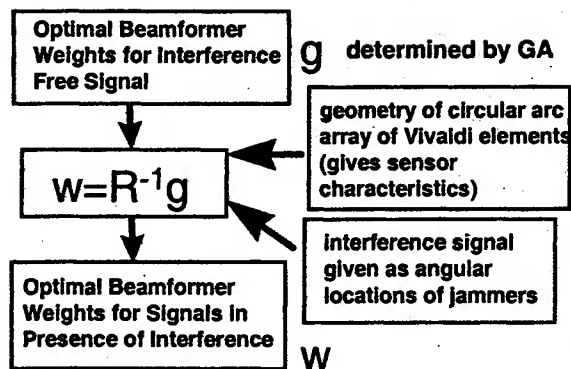 Optimal Beamformer
Weights for Interference
Free Signal
g determined by GA
geometry of circular arc
array of Vivaldi elements
(gives sensor
characteristics)
w=R⁻¹g
interference signal
given as angular
locations of jammers
Optimal Beamformer
Weights for Signals in
Presence of Interference
w